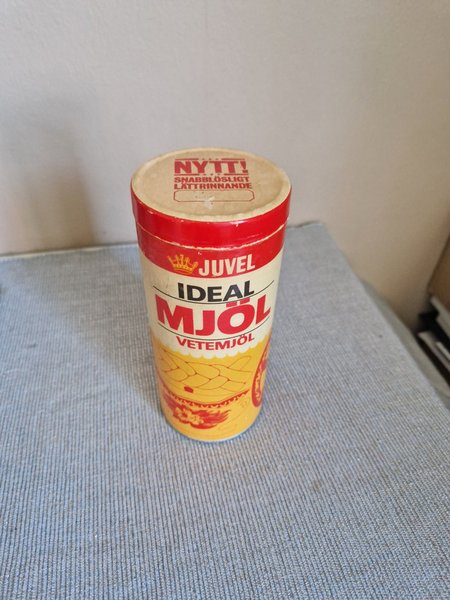 NYTT!
SNABBLÖSLIGT
LÄTTRINNANDE
JUVEL
IDEAL
MJÖL
VETEMJÖL